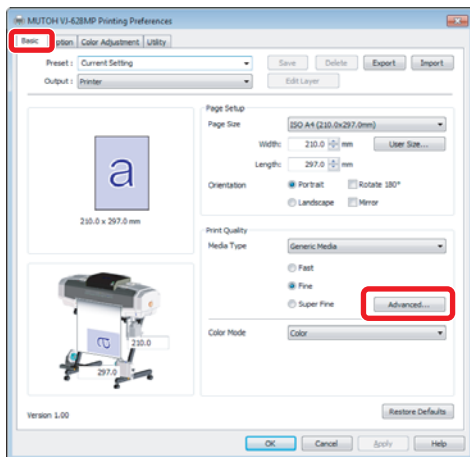 MUTOH VJ-628MP Printing Preferences
Basic ption Color Adjustment Utility
Preset : Current Setting Save Delete Export Import
Output : Printer Edit Layer
Page Setup
Page Size ISO A4 (210.0x297.0mm)
Width: 210.0 mm User Size...
Length: 297.0 mm
Orientation Portrait Rotate 180°
Landscape Mirror
a
210.0 x 297.0 mm
Print Quality
Media Type Generic Media
Fast
Fine
Super Fine Advanced...
Color Mode Color
a
210.0
297.0
Version 1.00 Restore Defaults
OK Cancel Apply Help